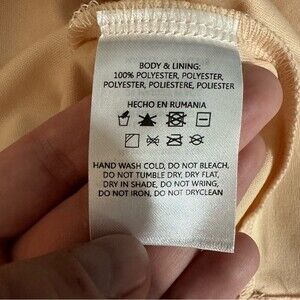 BODY & LINING:
100% POLYESTER, POLYESTER,
POLYESTER, POLIESTERE, POLIESTER
HECHO EN RUMANIA
HAND WASH COLD, DO NOT BLEACH,
DO NOT TUMBLE DRY, DRY FLAT,
DRY IN SHADE, DO NOT WRING,
DO NOT IRON, DO NOT DRYCLEAN